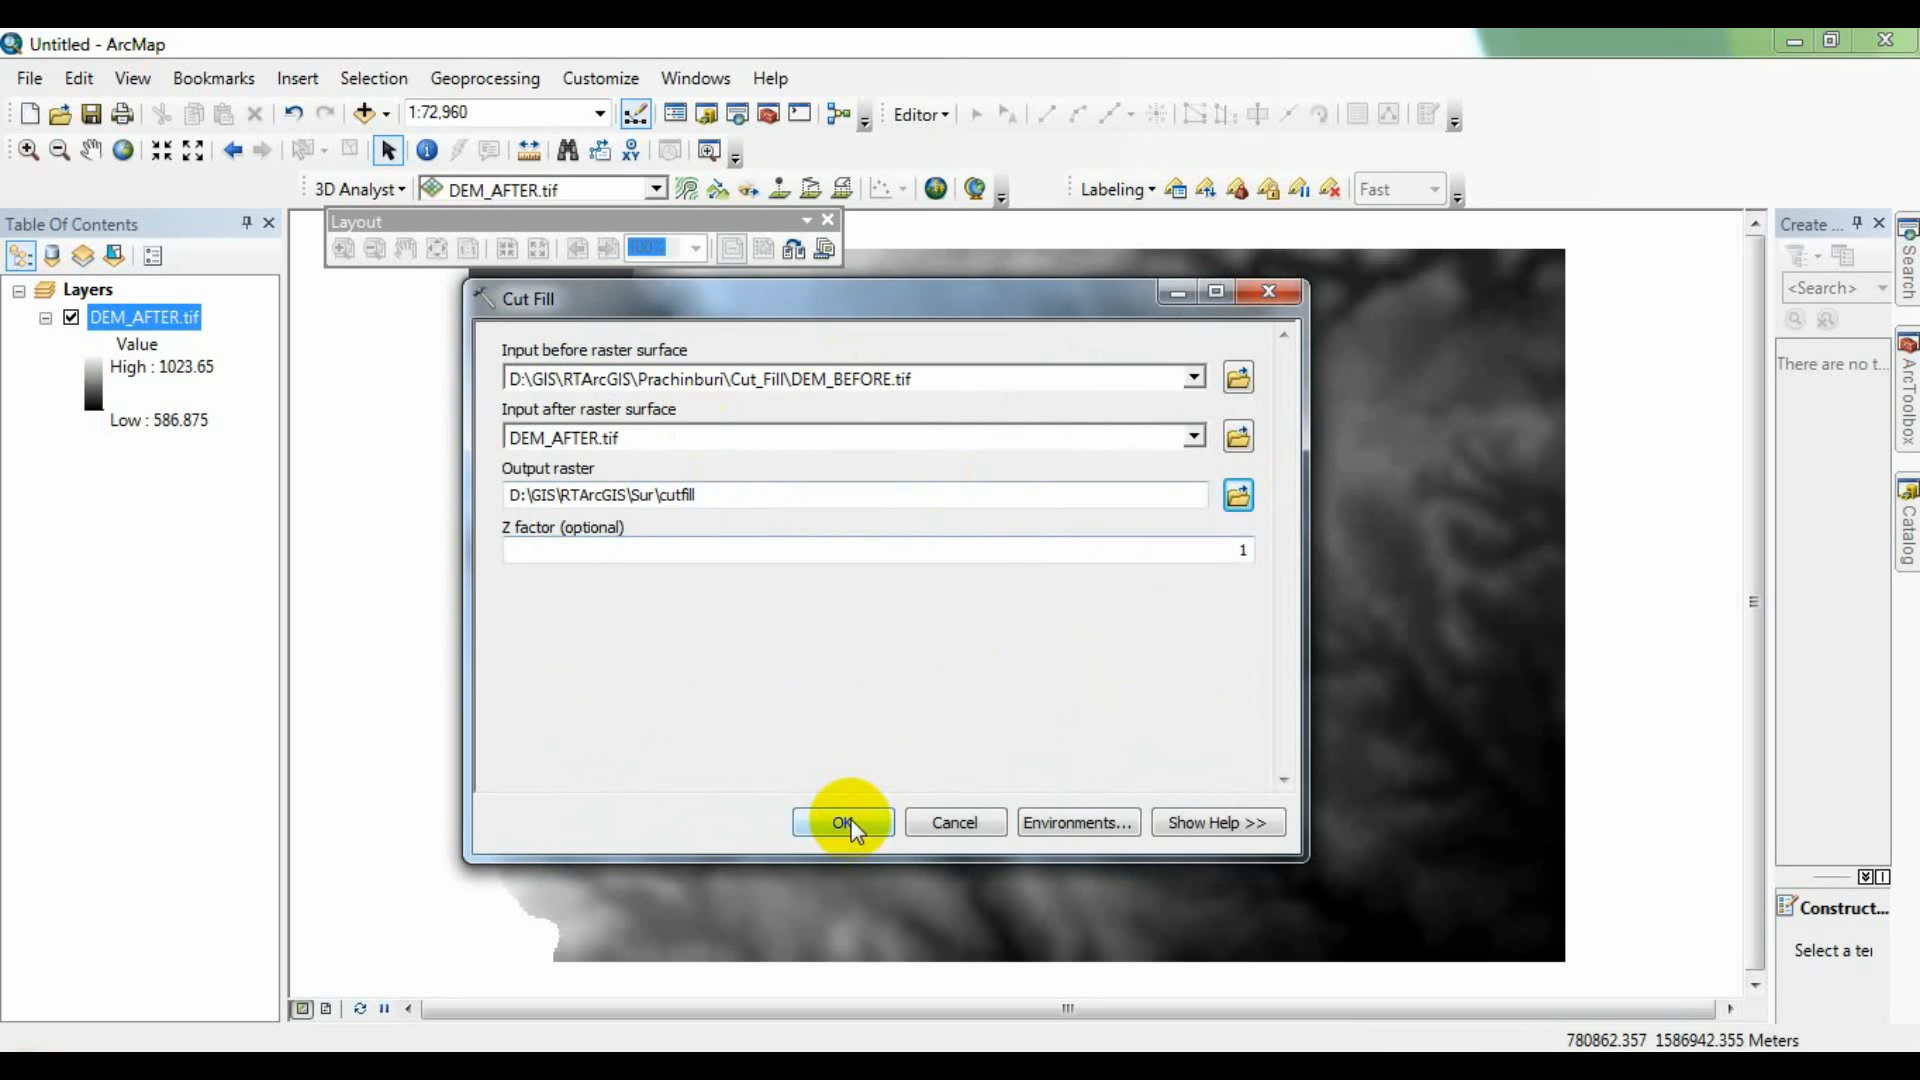 Untitled - ArcMap
File Edit View Bookmarks Insert Selection Geoprocessing Customize Windows Help
1:72,960 Editor
XY
3D Analyst DEM_AFTER.tif Labeling Fast
Table Of Contents
Layout
100%
Layers
DEM_AFTER.tif
Value
High : 1023.65
Low : 586.875
Cut Fill
Input before raster surface
D:\GIS\RTArcGIS\Prachinburi\Cut_Fill\DEM_BEFORE.tif
Input after raster surface
DEM_AFTER.tif
Output raster
D:\GIS\RTArcGIS\Sur\cutfill
Z factor (optional)
1
OK Cancel Environments... Show Help >>
Create ...
<Search>
There are no t...
Construct...
Select a te
Search
ArcToolbox
Catalog
780862.357 1586942.355 Meters